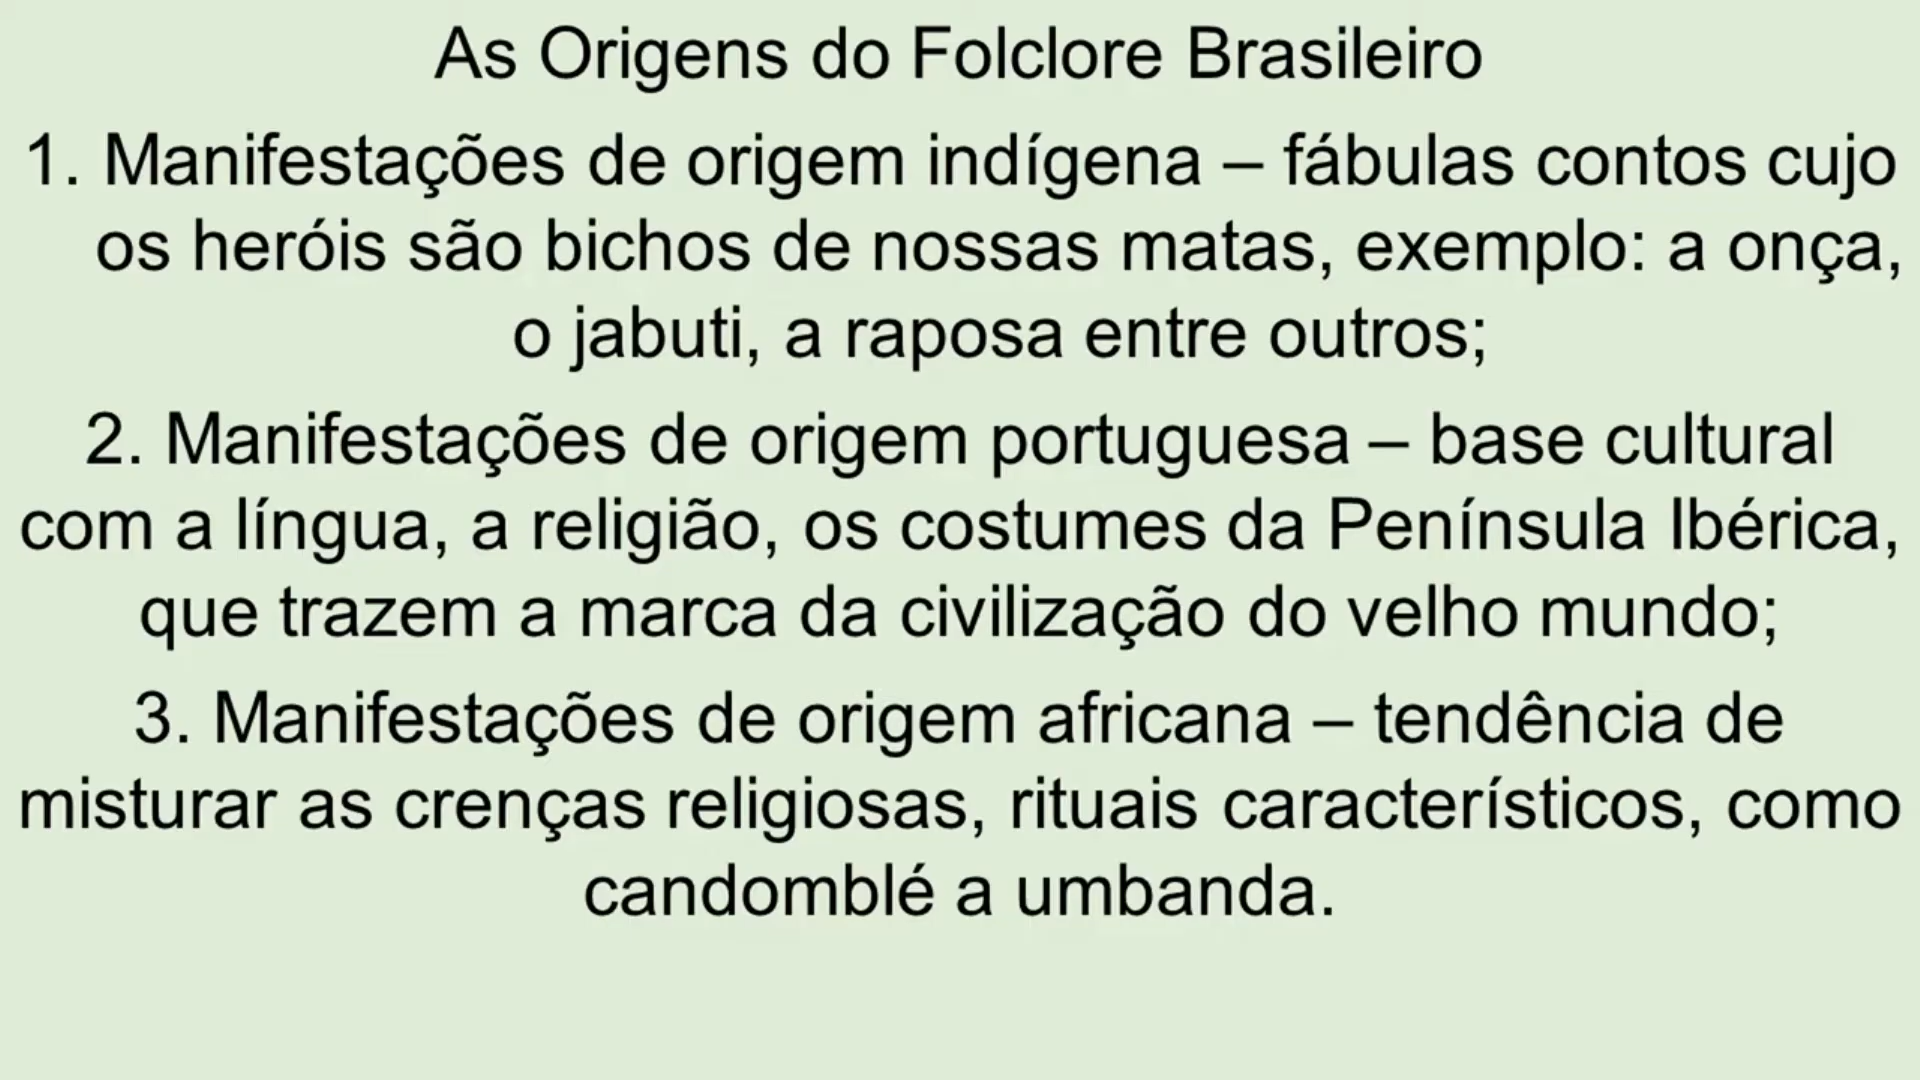 As Origens do Folclore Brasileiro
1. Manifestações de origem indígena – fábulas contos cujo
os heróis são bichos de nossas matas, exemplo: a onça,
o jabuti, a raposa entre outros;
2. Manifestações de origem portuguesa – base cultural
com a língua, a religião, os costumes da Península Ibérica,
que trazem a marca da civilização do velho mundo;
3. Manifestações de origem africana – tendência de
misturar as crenças religiosas, rituais característicos, como
candomblé a umbanda.